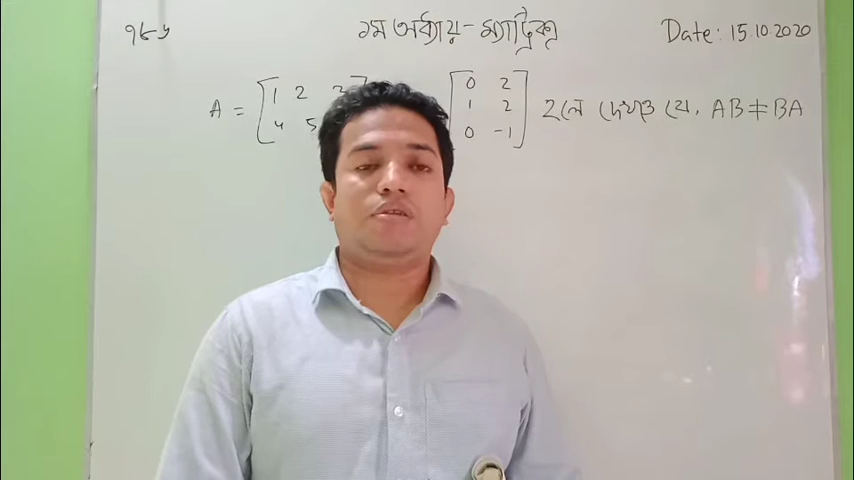 ৭৮৬ ১ম অধ্যায় - ম্যাট্রিক্স Date: 15.10.2020
A = [1 2
4 5
[0 2
1 2
0 -1] হলে দেখাও যে, AB ≠ BA